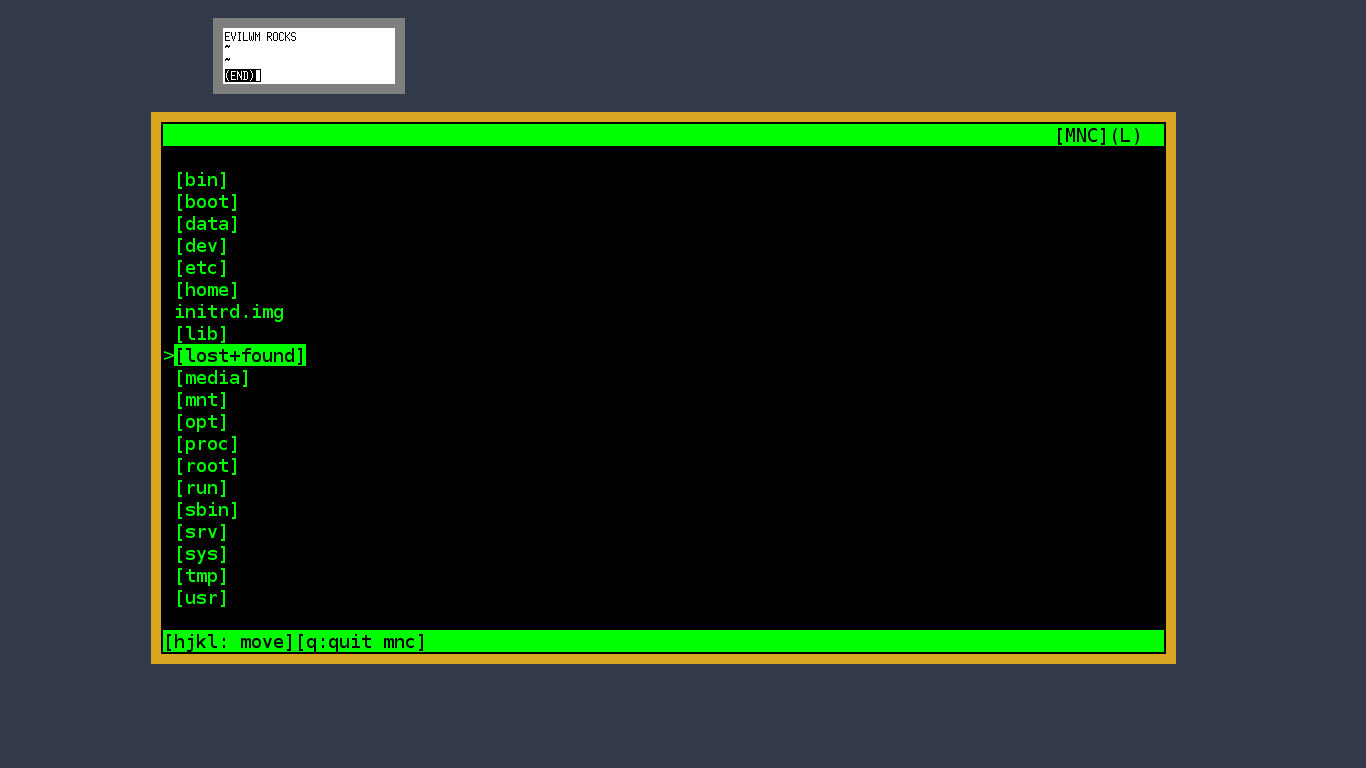 EVILWM ROCKS
~
~
(END)
[MNC](L)
[bin]
[boot]
[data]
[dev]
[etc]
[home]
initrd.img
[lib]
>[lost+found]
[media]
[mnt]
[opt]
[proc]
[root]
[run]
[sbin]
[srv]
[sys]
[tmp]
[usr]
[hjkl: move][q:quit mnc]